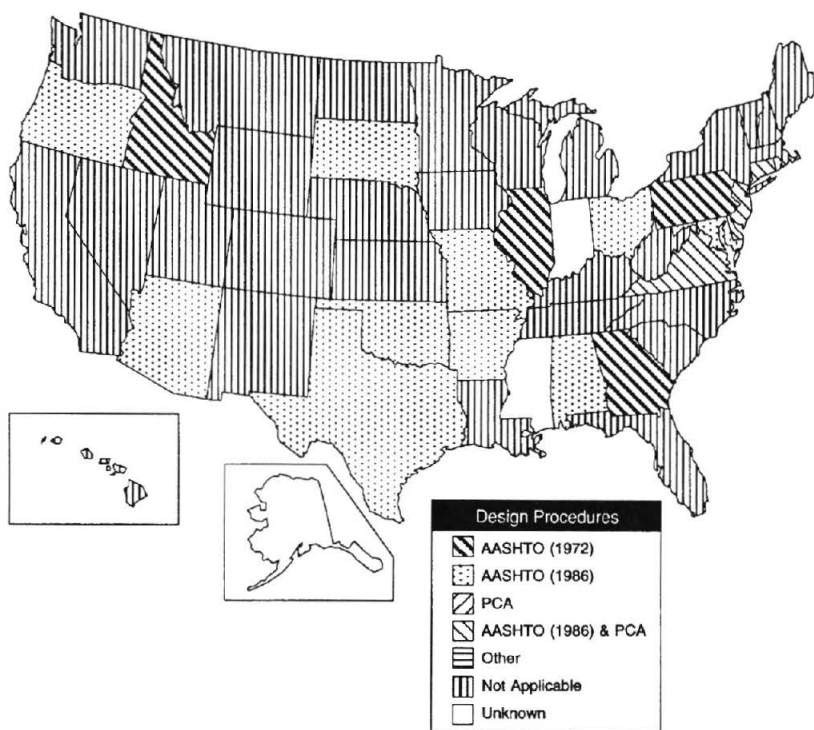 Design Procedures
AASHTO (1972)
AASHTO (1986)
PCA
AASHTO (1986) & PCA
Other
Not Applicable
Unknown